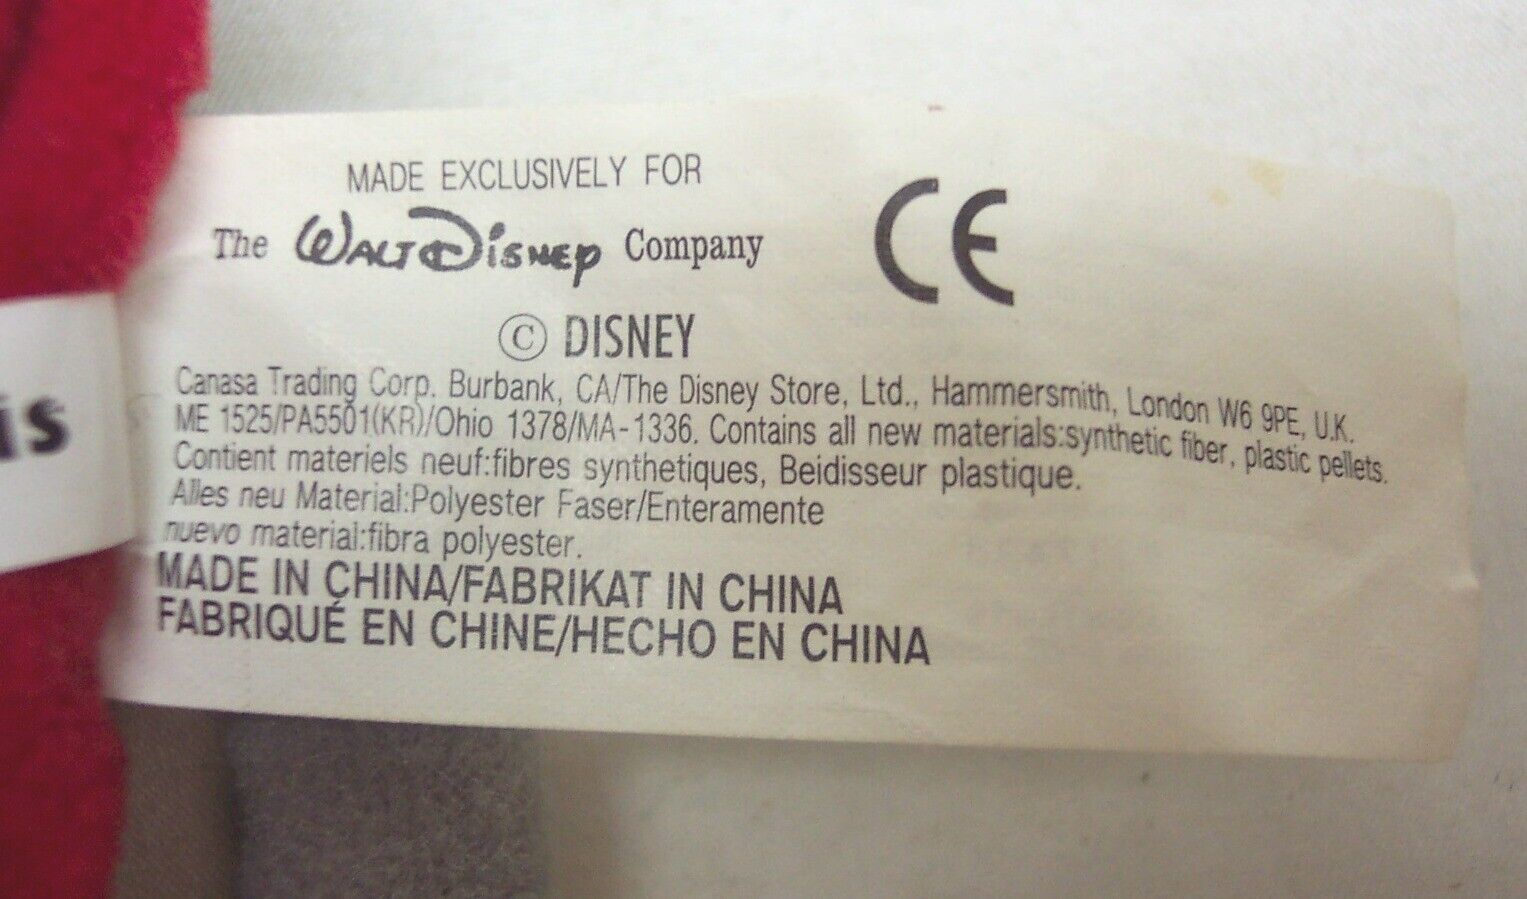 MADE EXCLUSIVELY FOR
The WALT DISNEY Company
CE
© DISNEY
Canasa Trading Corp. Burbank, CA/The Disney Store, Ltd., Hammersmith, London W6 9PE, U.K.
ME 1525/PA5501(KR)/Ohio 1378/MA-1336. Contains all new materials:synthetic fiber, plastic pellets.
Contient materiels neuf:fibres synthetiques, Beidisseur plastique.
Alles neu Material:Polyester Faser/Enteramente
nuevo material:fibra polyester.
MADE IN CHINA/FABRIKAT IN CHINA
FABRIQUÉ EN CHINE/HECHO EN CHINA
is